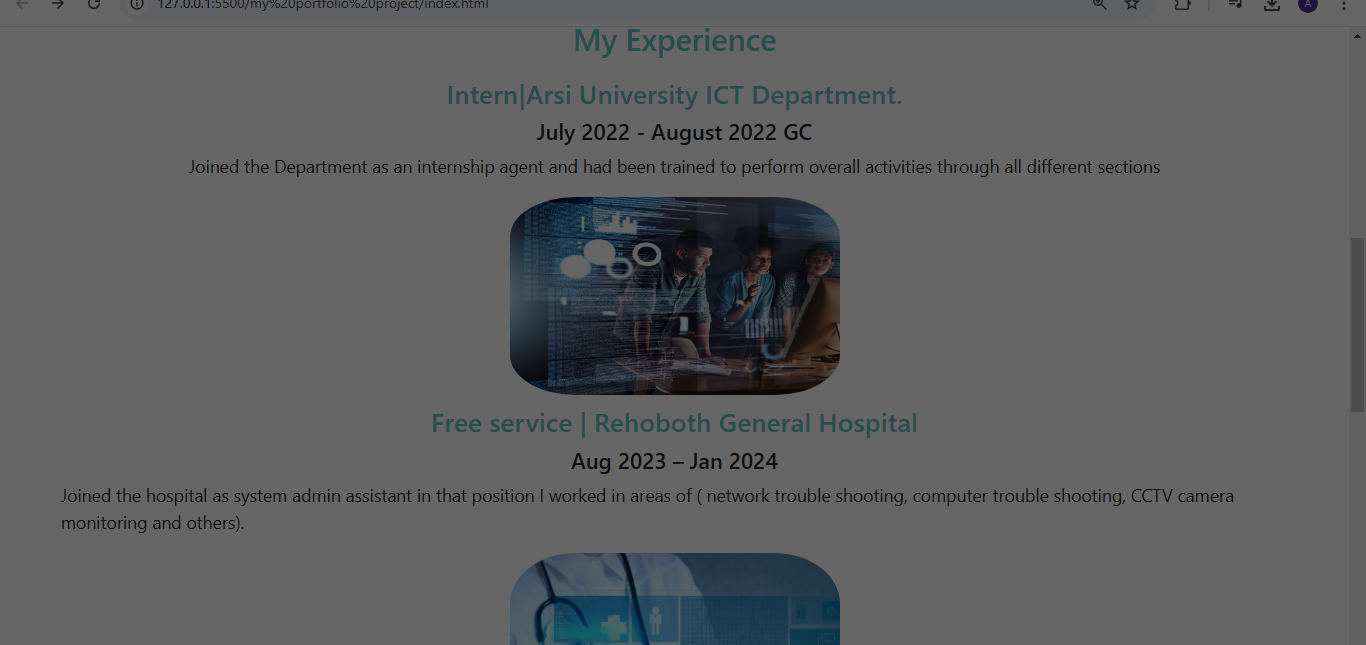 127.0.0.1:5500/my%20portfolio%20project/index.html
A
My Experience
Intern|Arsi University ICT Department.
July 2022 - August 2022 GC
Joined the Department as an internship agent and had been trained to perform overall activities through all different sections
Free service | Rehoboth General Hospital
Aug 2023 – Jan 2024
Joined the hospital as system admin assistant in that position I worked in areas of ( network trouble shooting, computer trouble shooting, CCTV camera
monitoring and others).